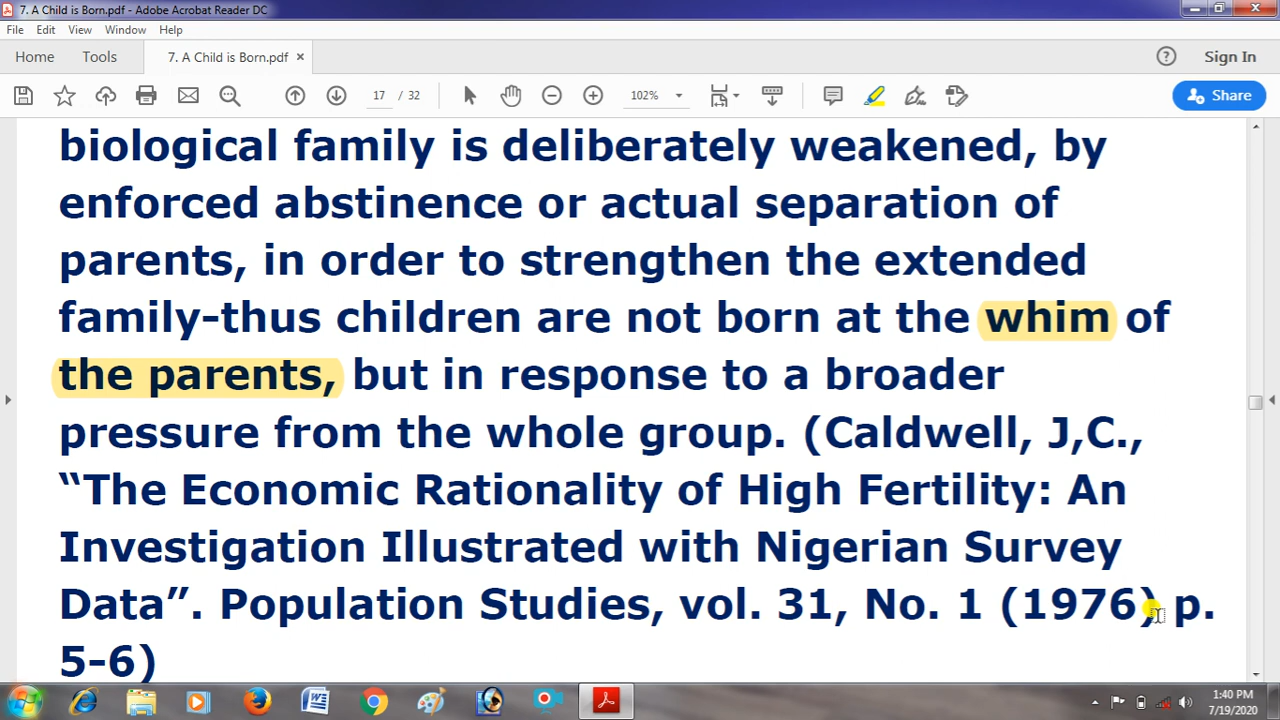 7. A Child is Born.pdf - Adobe Acrobat Reader DC
File Edit View Window Help
Home Tools 7. A Child is Born.pdf × Sign In
17 / 32 102% Share
biological family is deliberately weakened, by
enforced abstinence or actual separation of
parents, in order to strengthen the extended
family-thus children are not born at the whim of
the parents, but in response to a broader
pressure from the whole group. (Caldwell, J,C.,
“The Economic Rationality of High Fertility: An
Investigation Illustrated with Nigerian Survey
Data”. Population Studies, vol. 31, No. 1 (1976) p.
5-6)
1:40 PM
7/19/2020